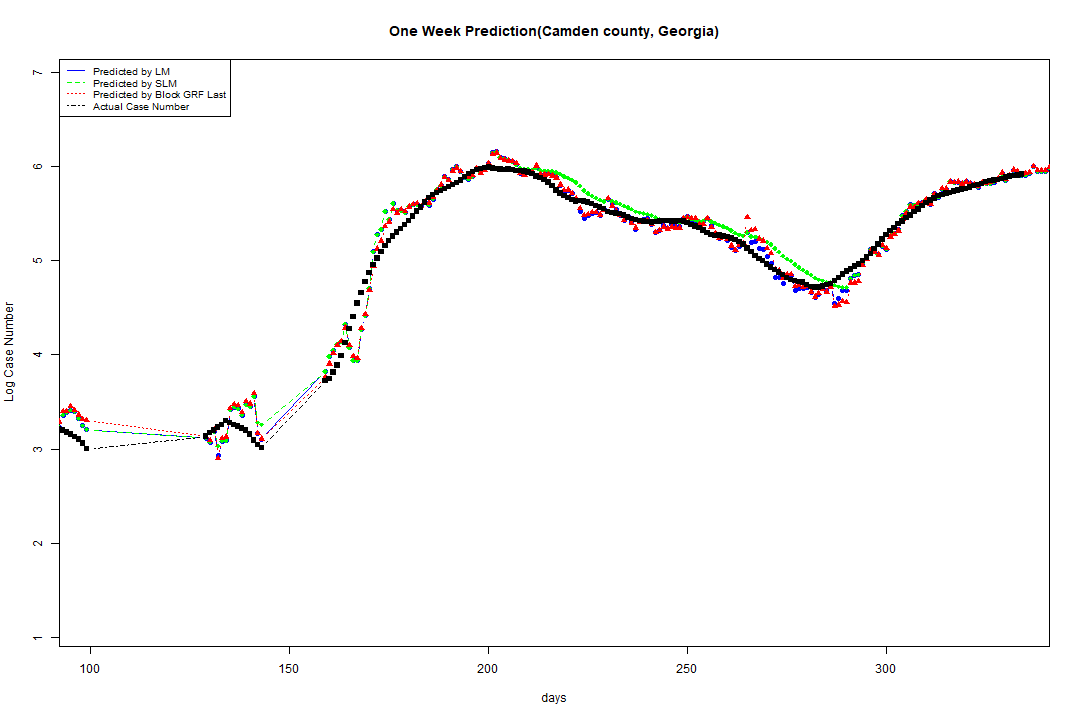 One Week Prediction(Camden county, Georgia)
Predicted by LM
Predicted by SLM
Predicted by Block GRF Last
Actual Case Number
7
6
5
4
3
2
1
Log Case Number
100 150 200 250 300
days